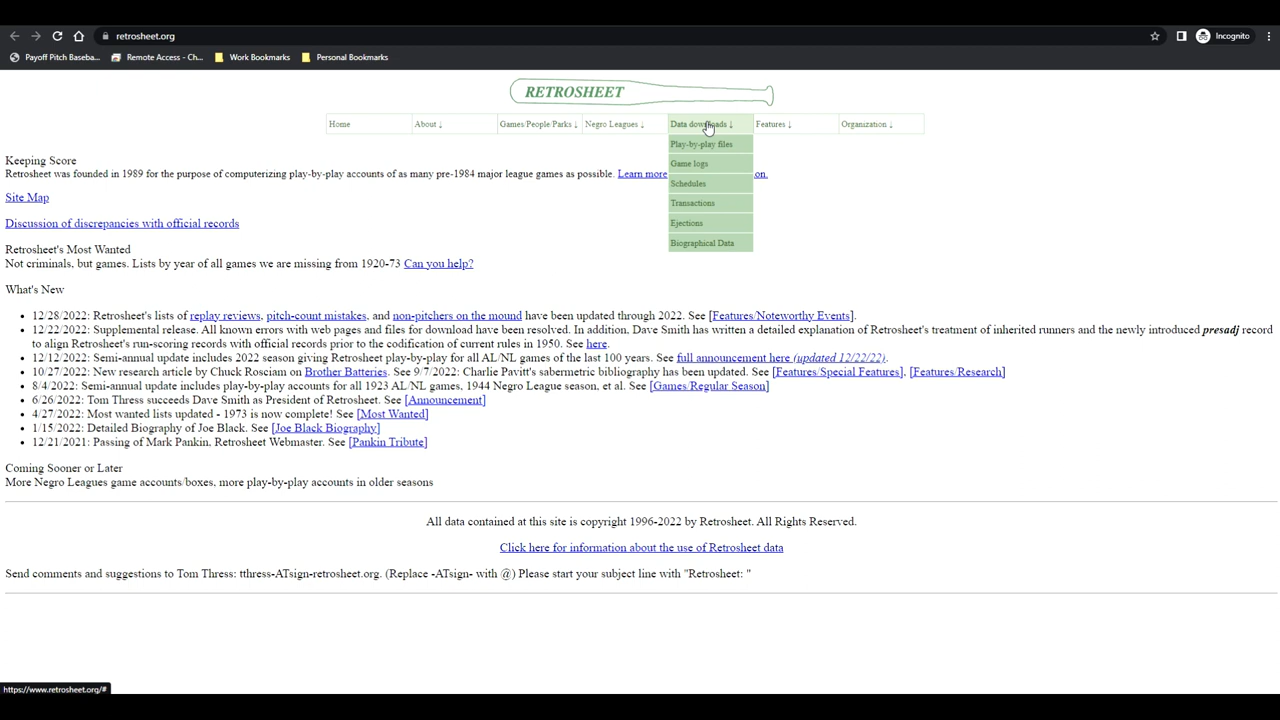 retrosheet.org
Incognito
Payoff Pitch Baseba...
Remote Access - Ch...
Work Bookmarks
Personal Bookmarks
RETROSHEET
Home
About ↓
Games/People/Parks ↓
Negro Leagues ↓
Data downloads ↓
Features ↓
Organization ↓
Play-by-play files
Game logs
Schedules
Transactions
Ejections
Biographical Data
Keeping Score
Retrosheet was founded in 1989 for the purpose of computerizing play-by-play accounts of as many pre-1984 major league games as possible. Learn more on.
Site Map
Discussion of discrepancies with official records
Retrosheet's Most Wanted
Not criminals, but games. Lists by year of all games we are missing from 1920-73 Can you help?
What's New
• 12/28/2022: Retrosheet's lists of replay reviews, pitch-count mistakes, and non-pitchers on the mound have been updated through 2022. See [Features/Noteworthy Events].
• 12/22/2022: Supplemental release. All known errors with web pages and files for download have been resolved. In addition, Dave Smith has written a detailed explanation of Retrosheet's treatment of inherited runners and the newly introduced presadj record
to align Retrosheet's run-scoring records with official records prior to the codification of current rules in 1950. See here.
• 12/12/2022: Semi-annual update includes 2022 season giving Retrosheet play-by-play for all AL/NL games of the last 100 years. See full announcement here (updated 12/22/22).
• 10/27/2022: New research article by Chuck Rosciam on Brother Batteries. See 9/7/2022: Charlie Pavitt's sabermetric bibliography has been updated. See [Features/Special Features]. [Features/Research]
• 8/4/2022: Semi-annual update includes play-by-play accounts for all 1923 AL/NL games, 1944 Negro League season, et al. See [Games/Regular Season]
• 6/26/2022: Tom Thress succeeds Dave Smith as President of Retrosheet. See [Announcement]
• 4/27/2022: Most wanted lists updated - 1973 is now complete! See [Most Wanted]
• 1/15/2022: Detailed Biography of Joe Black. See [Joe Black Biography]
• 12/21/2021: Passing of Mark Pankin, Retrosheet Webmaster. See [Pankin Tribute]
Coming Sooner or Later
More Negro Leagues game accounts/boxes, more play-by-play accounts in older seasons
All data contained at this site is copyright 1996-2022 by Retrosheet. All Rights Reserved.
Click here for information about the use of Retrosheet data
Send comments and suggestions to Tom Thress: tthress-ATsign-retrosheet.org. (Replace -ATsign- with @) Please start your subject line with "Retrosheet: "
https://www.retrosheet.org/#